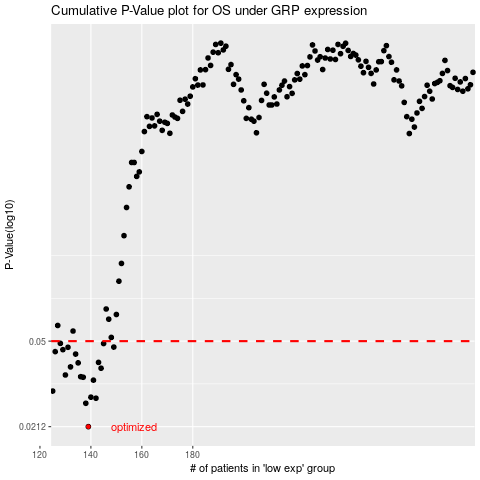 Cumulative P-Value plot for OS under GRP expression
P-Value(log10)
0.05
0.0212
optimized
120 140 160 180
# of patients in 'low exp' group